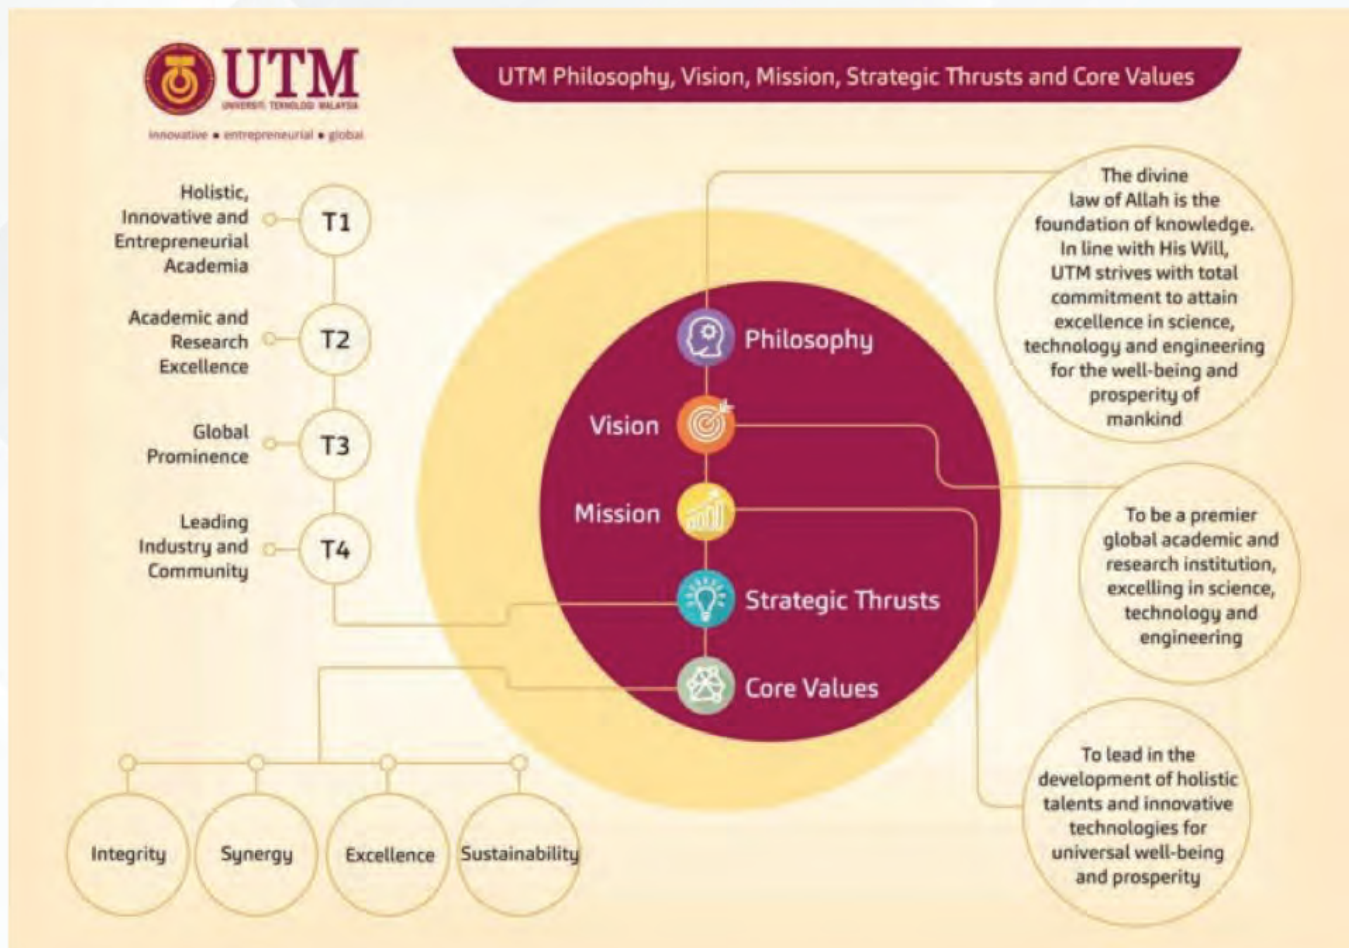 UTM
UNIVERSITI TEKNOLOGI MALAYSIA
innovative • entrepreneurial • global
UTM Philosophy, Vision, Mission, Strategic Thrusts and Core Values
Holistic,
Innovative and
Entrepreneurial
Academia
T1
Academic and
Research
Excellence
T2
Global
Prominence
T3
Leading
Industry and
Community
T4
Philosophy
Vision
Mission
Strategic Thrusts
Core Values
The divine
law of Allah is the
foundation of knowledge.
In line with His Will,
UTM strives with total
commitment to attain
excellence in science,
technology and engineering
for the well-being and
prosperity of
mankind
To be a premier
global academic and
research institution,
excelling in science,
technology and
engineering
To lead in the
development of holistic
talents and innovative
technologies for
universal well-being
and prosperity
Integrity
Synergy
Excellence
Sustainability